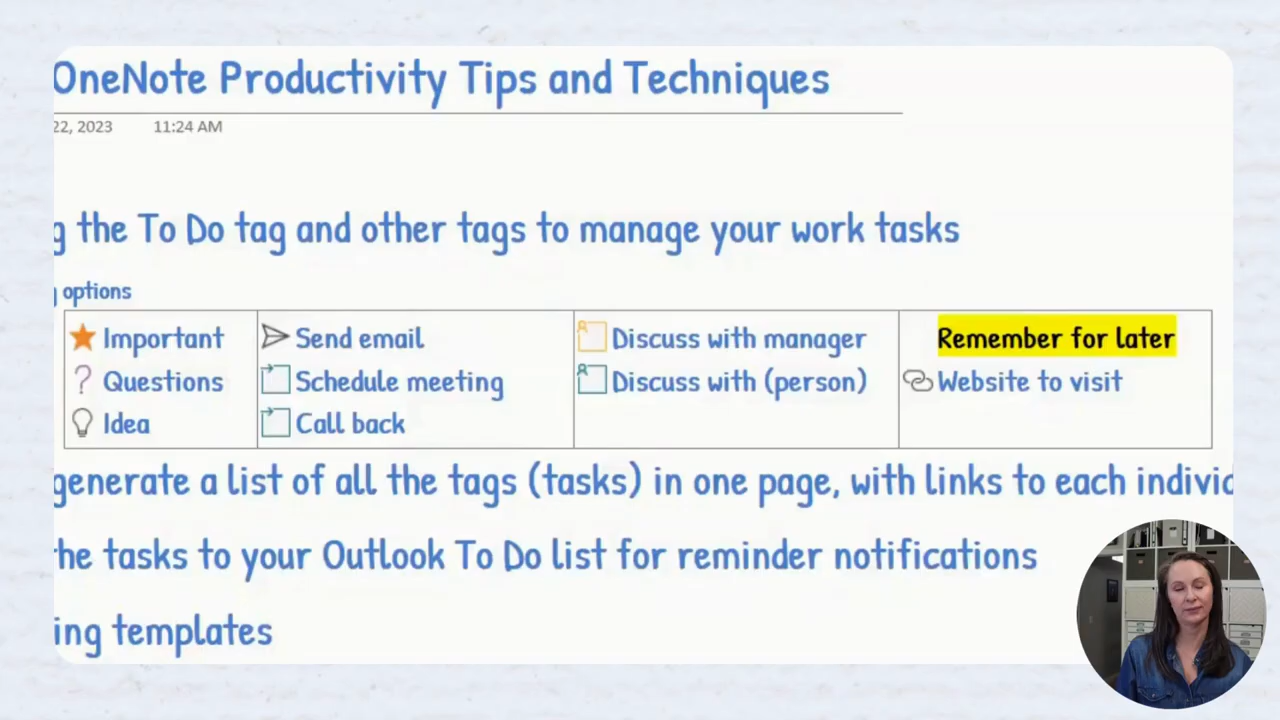 OneNote Productivity Tips and Techniques
22, 2023 11:24 AM
g the To Do tag and other tags to manage your work tasks
options
Important Send email Discuss with manager Remember for later
Questions Schedule meeting Discuss with (person) Website to visit
Idea Call back
generate a list of all the tags (tasks) in one page, with links to each individ
the tasks to your Outlook To Do list for reminder notifications
ing templates